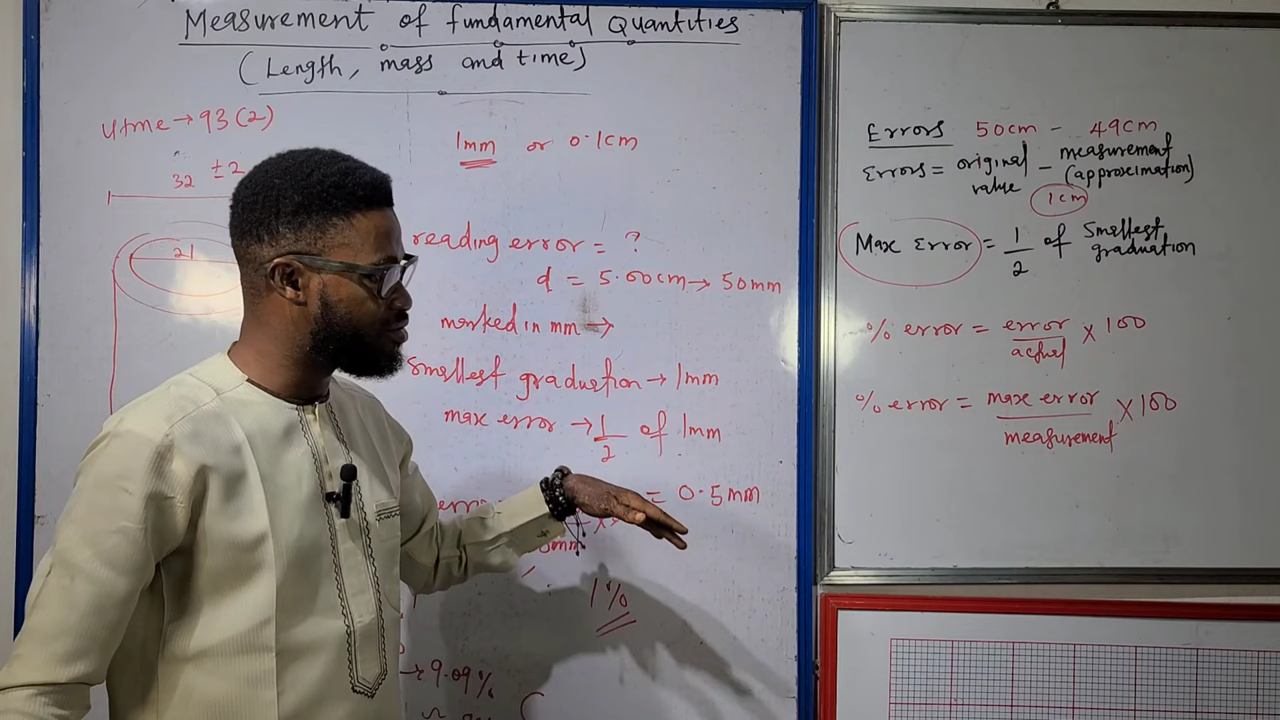 Measurement of fundamental Quantities
(Length, mass and time)
Utme → 93 (2)
32 ± 2
21
1mm or 0.1cm
reading error = ?
d = 5.00cm → 50mm
marked in mm →
Smallest graduation → 1mm
max error → 1/2 of 1mm
= 0.5mm
1%
→ 9.09%
Errors 50cm - 49cm
Errors = original value - measurement (approximation)
1cm
Max Error = 1/2 of Smallest graduation
% error = error/actual × 100
% error = max error/measurement × 100